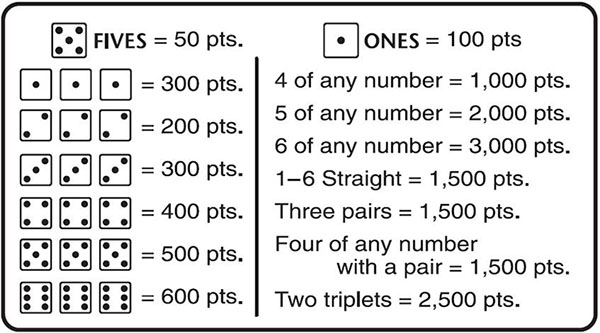 FIVES = 50 pts.
= 300 pts.
= 200 pts.
= 300 pts.
= 400 pts.
= 500 pts.
= 600 pts.
ONES = 100 pts
4 of any number = 1,000 pts.
5 of any number = 2,000 pts.
6 of any number = 3,000 pts.
1–6 Straight = 1,500 pts.
Three pairs = 1,500 pts.
Four of any number
with a pair = 1,500 pts.
Two triplets = 2,500 pts.